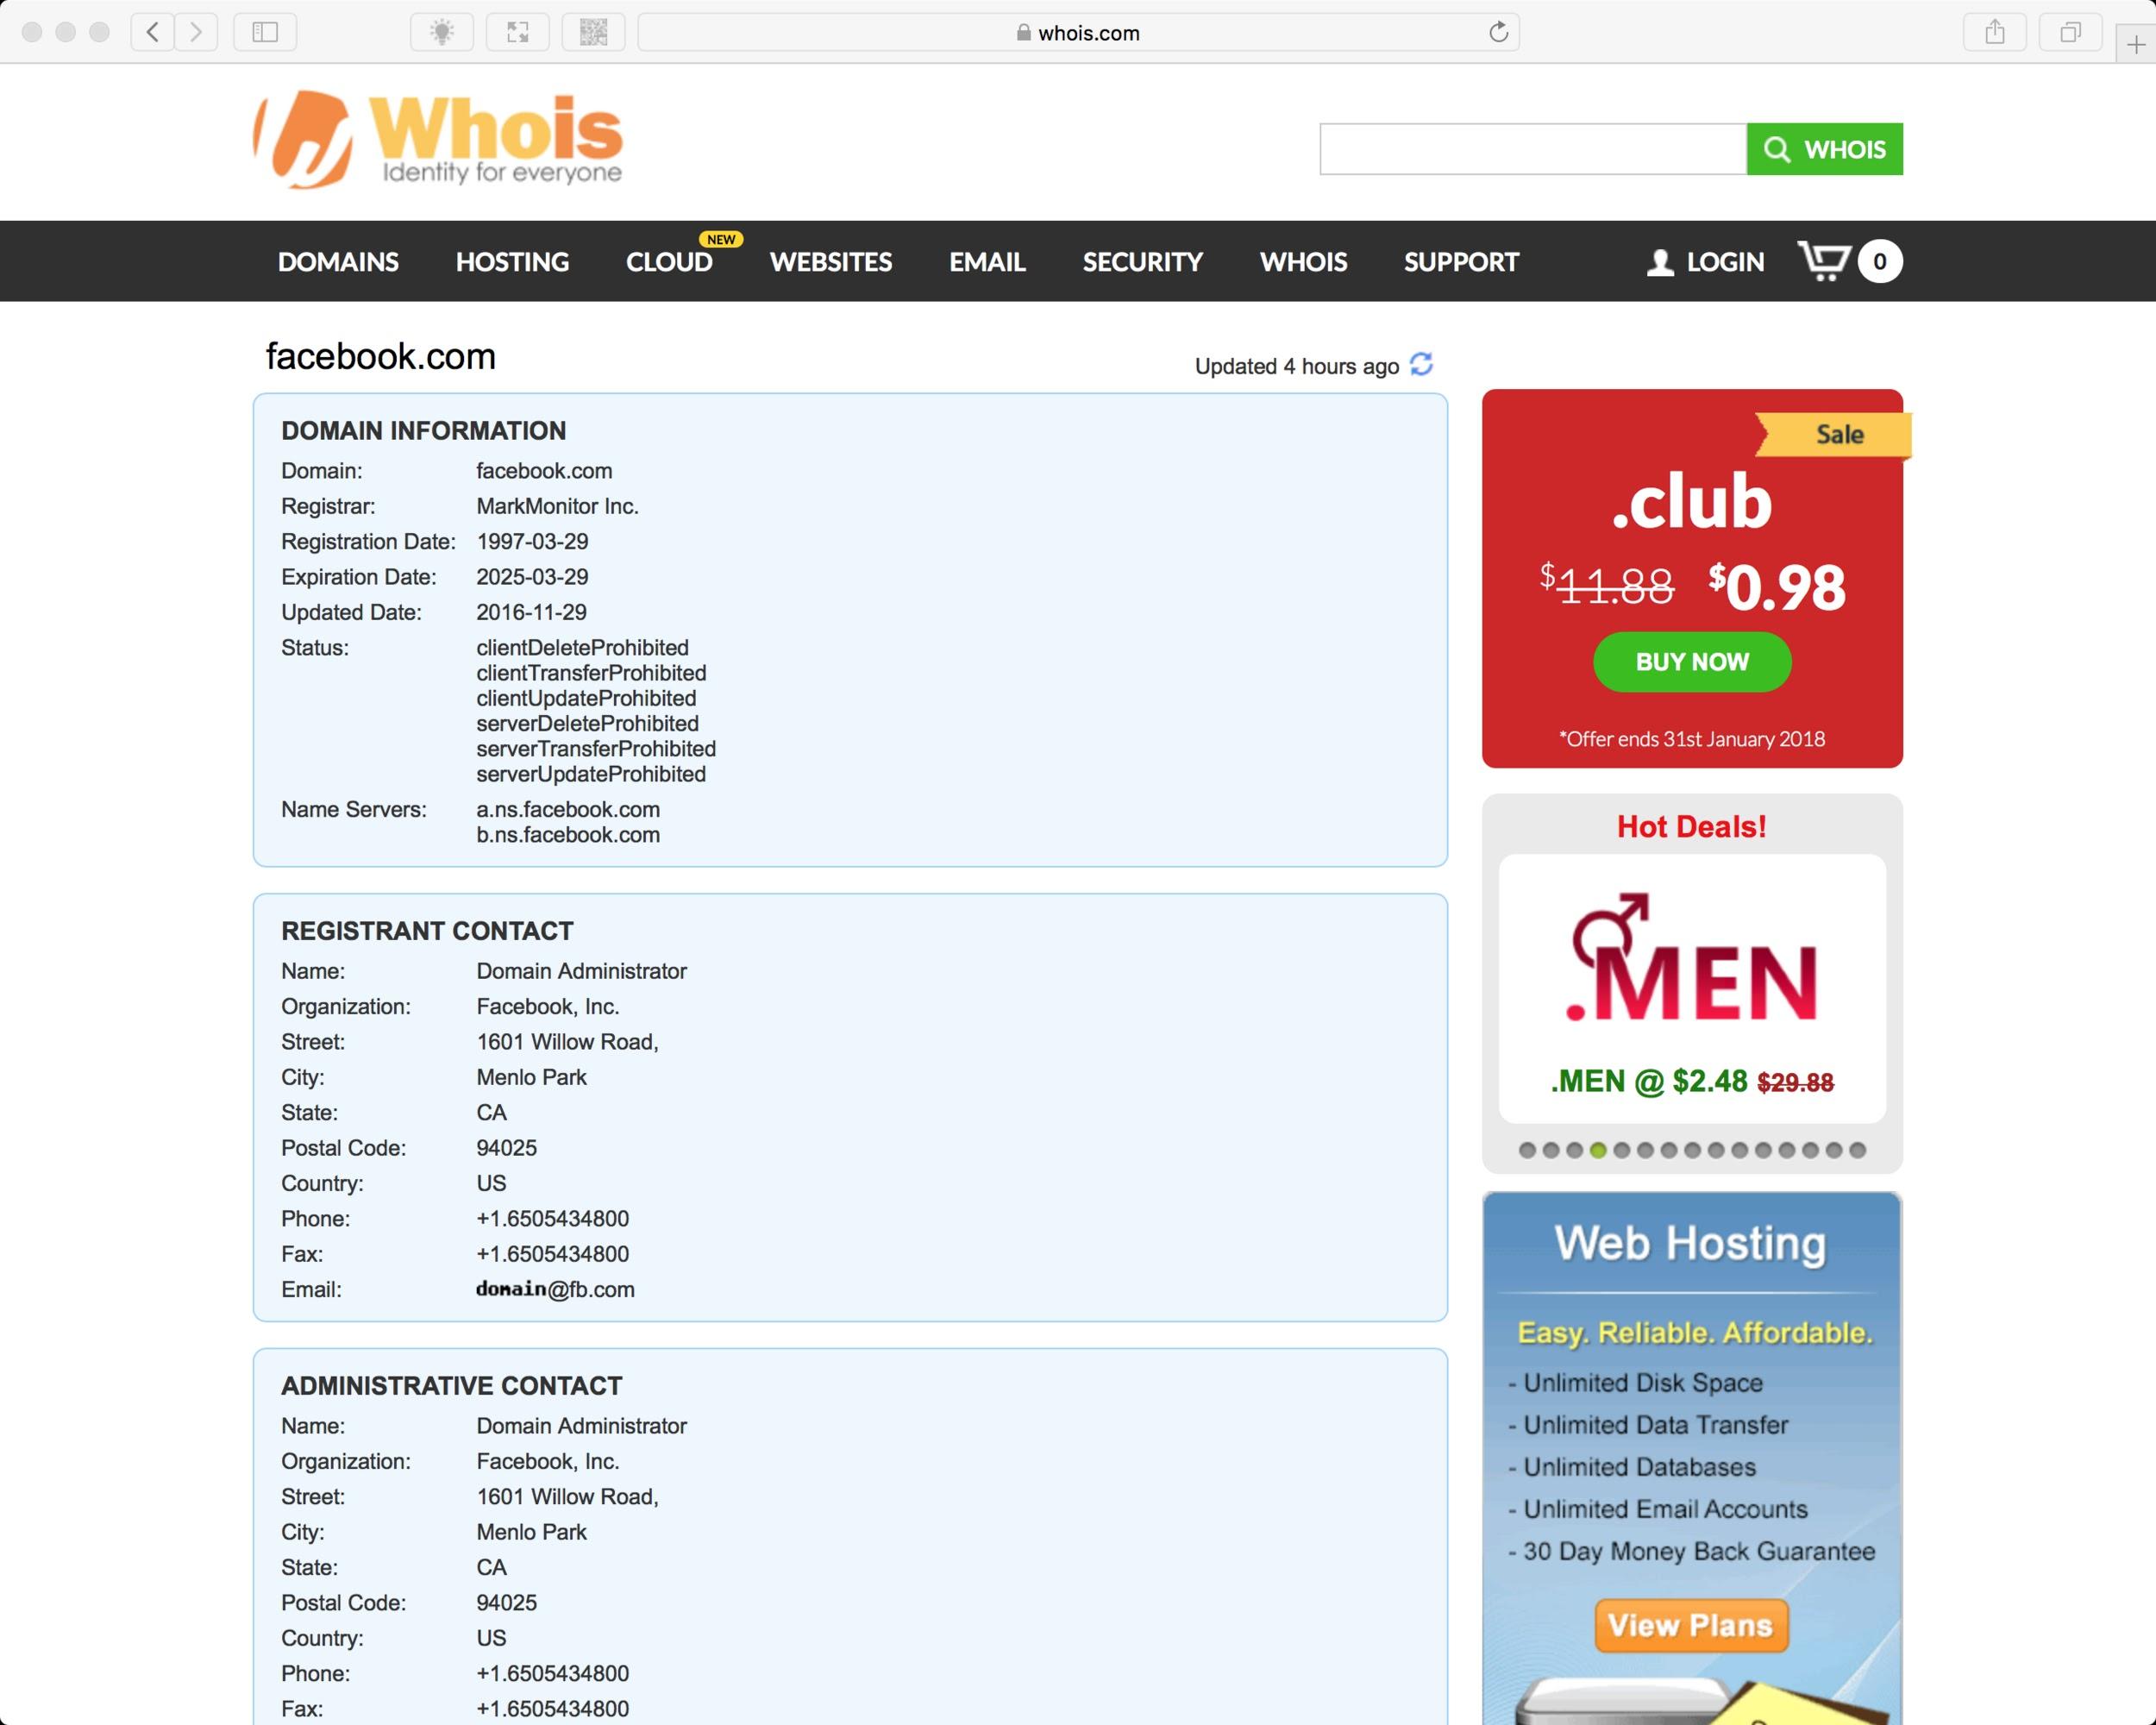 whois.com
Whois
Identity for everyone
WHOIS
DOMAINS HOSTING CLOUD NEW WEBSITES EMAIL SECURITY WHOIS SUPPORT LOGIN 0
facebook.com
Updated 4 hours ago
DOMAIN INFORMATION
Domain: facebook.com
Registrar: MarkMonitor Inc.
Registration Date: 1997-03-29
Expiration Date: 2025-03-29
Updated Date: 2016-11-29
Status: clientDeleteProhibited
clientTransferProhibited
clientUpdateProhibited
serverDeleteProhibited
serverTransferProhibited
serverUpdateProhibited
Name Servers: a.ns.facebook.com
b.ns.facebook.com
REGISTRANT CONTACT
Name: Domain Administrator
Organization: Facebook, Inc.
Street: 1601 Willow Road,
City: Menlo Park
State: CA
Postal Code: 94025
Country: US
Phone: +1.6505434800
Fax: +1.6505434800
Email: domain@fb.com
ADMINISTRATIVE CONTACT
Name: Domain Administrator
Organization: Facebook, Inc.
Street: 1601 Willow Road,
City: Menlo Park
State: CA
Postal Code: 94025
Country: US
Phone: +1.6505434800
Fax: +1.6505434800
Sale
.club
$11.88 $0.98
BUY NOW
*Offer ends 31st January 2018
Hot Deals!
.MEN
.MEN @ $2.48 $29.88
Web Hosting
Easy. Reliable. Affordable.
- Unlimited Disk Space
- Unlimited Data Transfer
- Unlimited Databases
- Unlimited Email Accounts
- 30 Day Money Back Guarantee
View Plans